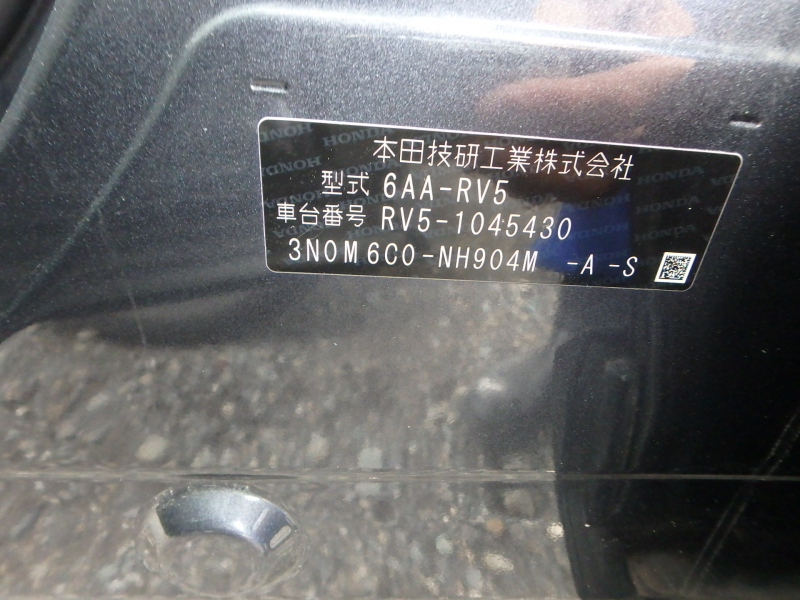 本田技研工業株式会社
型式 6AA-RV5
車台番号 RV5-1045430
3N0M6C0-NH904M -A -S